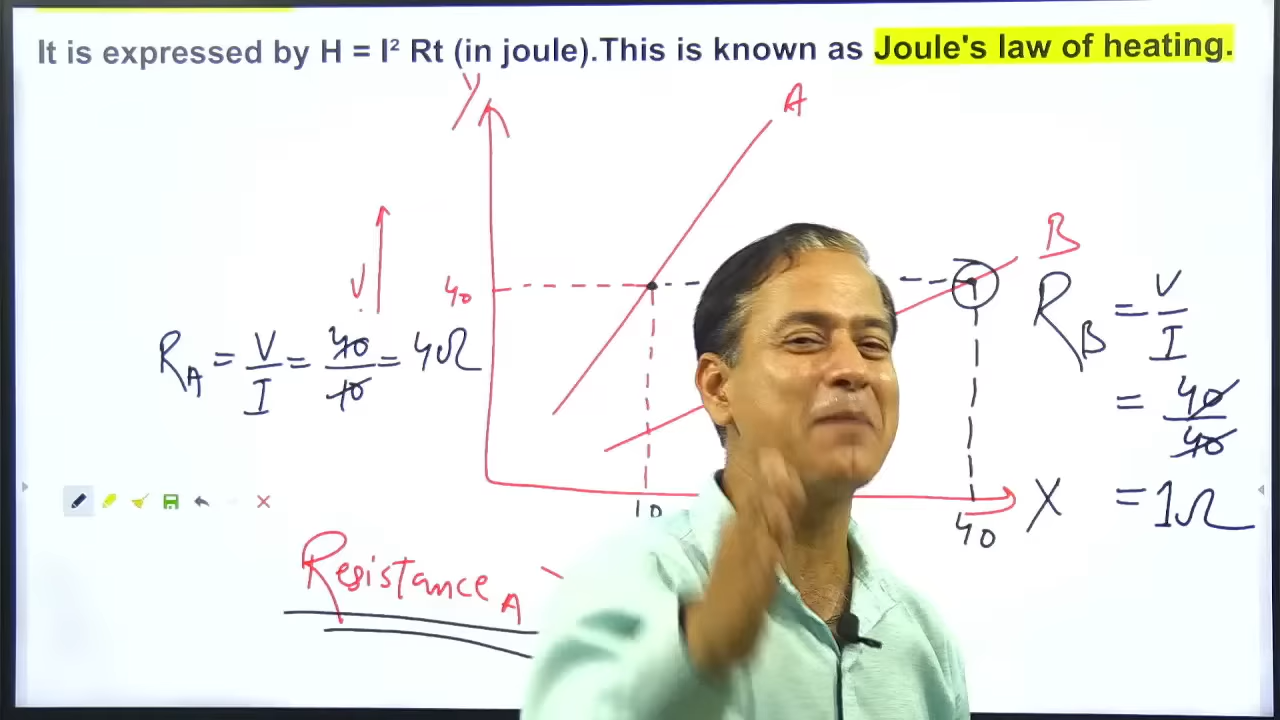 It is expressed by H = I² Rt (in joule).This is known as Joule's law of heating.
Y
A
B
V
40
R_A = V/I = 40/10 = 4Ω
R_B = V/I
= 40/40
= 1Ω
10
40
X
Resistance_A